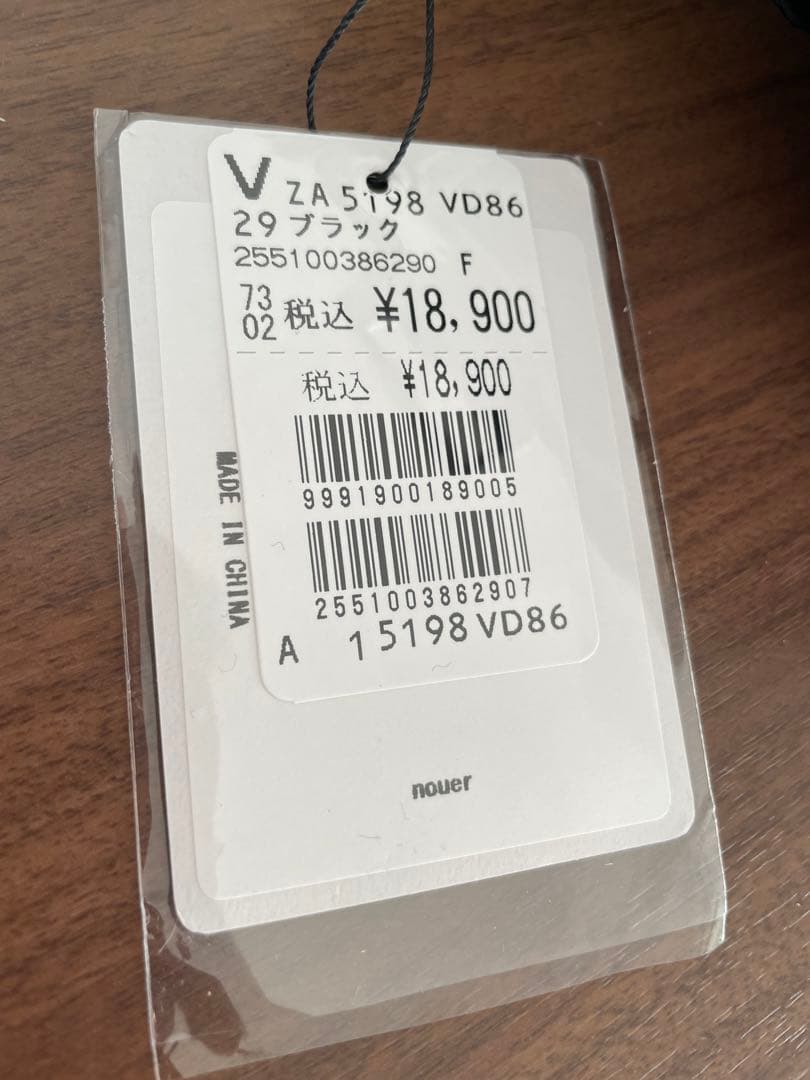 V ZA 5198 VD86
29 ブラック
255100386290 F
73
02 税込 ¥18,900
税込 ¥18,900
9991900189005
2551003862907
A 15198 VD86
MADE IN CHINA
nouer